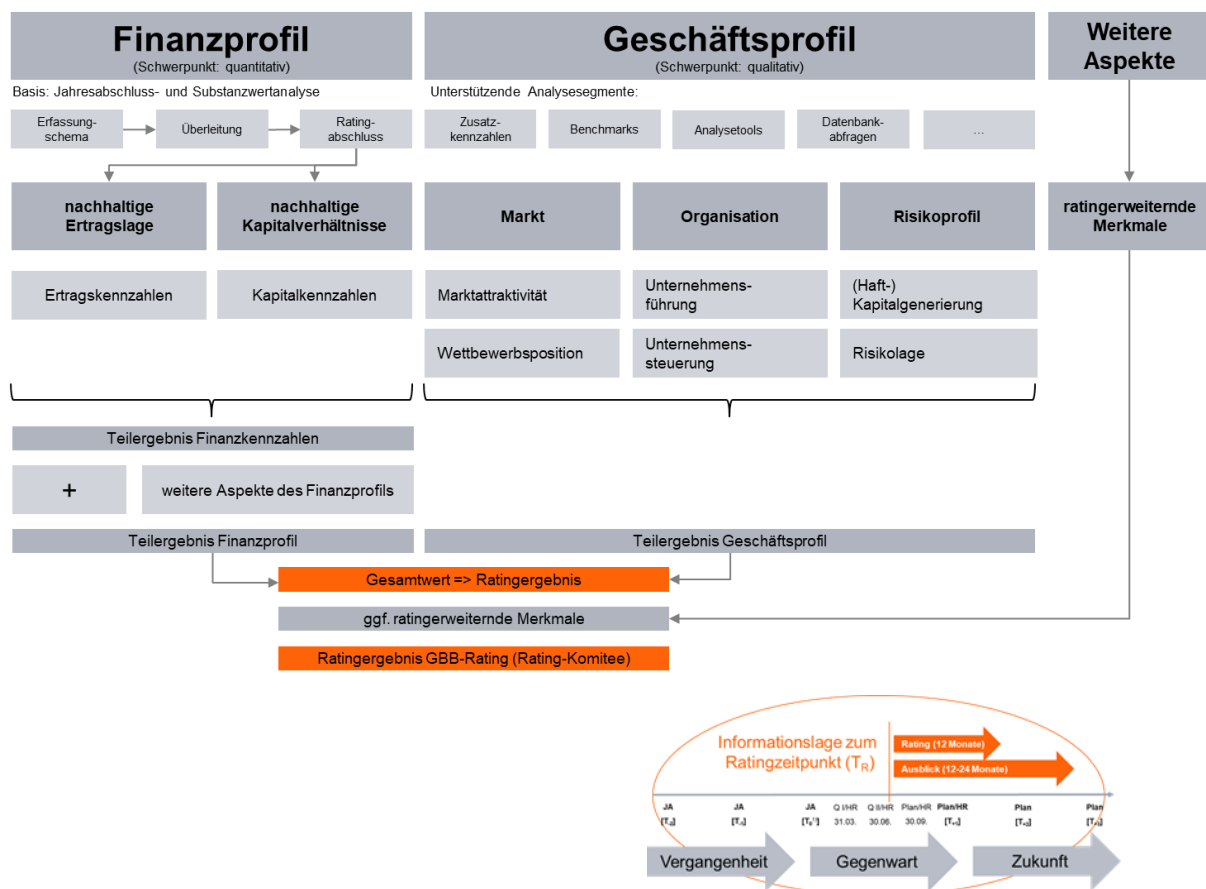 Finanzprofil
(Schwerpunkt: quantitativ)
Geschäftsprofil
(Schwerpunkt: qualitativ)
Weitere
Aspekte
Basis: Jahresabschluss- und Substanzwertanalyse
Unterstützende Analysesegmente:
Erfassung-
schema
Überleitung
Rating-
abschluss
Zusatz-
kennzahlen
Benchmarks
Analysetools
Datenbank-
abfragen
...
nachhaltige
Ertragslage
nachhaltige
Kapitalverhältnisse
Markt
Organisation
Risikoprofil
ratingerweiternde
Merkmale
Ertragskennzahlen
Kapitalkennzahlen
Marktattraktivität
Unternehmens-
führung
(Haft-)
Kapitalgenerierung
Wettbewerbsposition
Unternehmens-
steuerung
Risikolage
Teilergebnis Finanzkennzahlen
+
weitere Aspekte des Finanzprofils
Teilergebnis Finanzprofil
Teilergebnis Geschäftsprofil
Gesamtwert => Ratingergebnis
ggf. ratingerweiternde Merkmale
Ratingergebnis GBB-Rating (Rating-Komitee)
Informationslage zum
Ratingzeitpunkt (TR)
Rating (12 Monate)
Ausblick (12-24 Monate)
JA
JA
JA
Q I/HR
Q II/HR
Plan/HR
Plan/HR
Plan
Plan
31.03.
30.06.
30.09.
Vergangenheit
Gegenwart
Zukunft